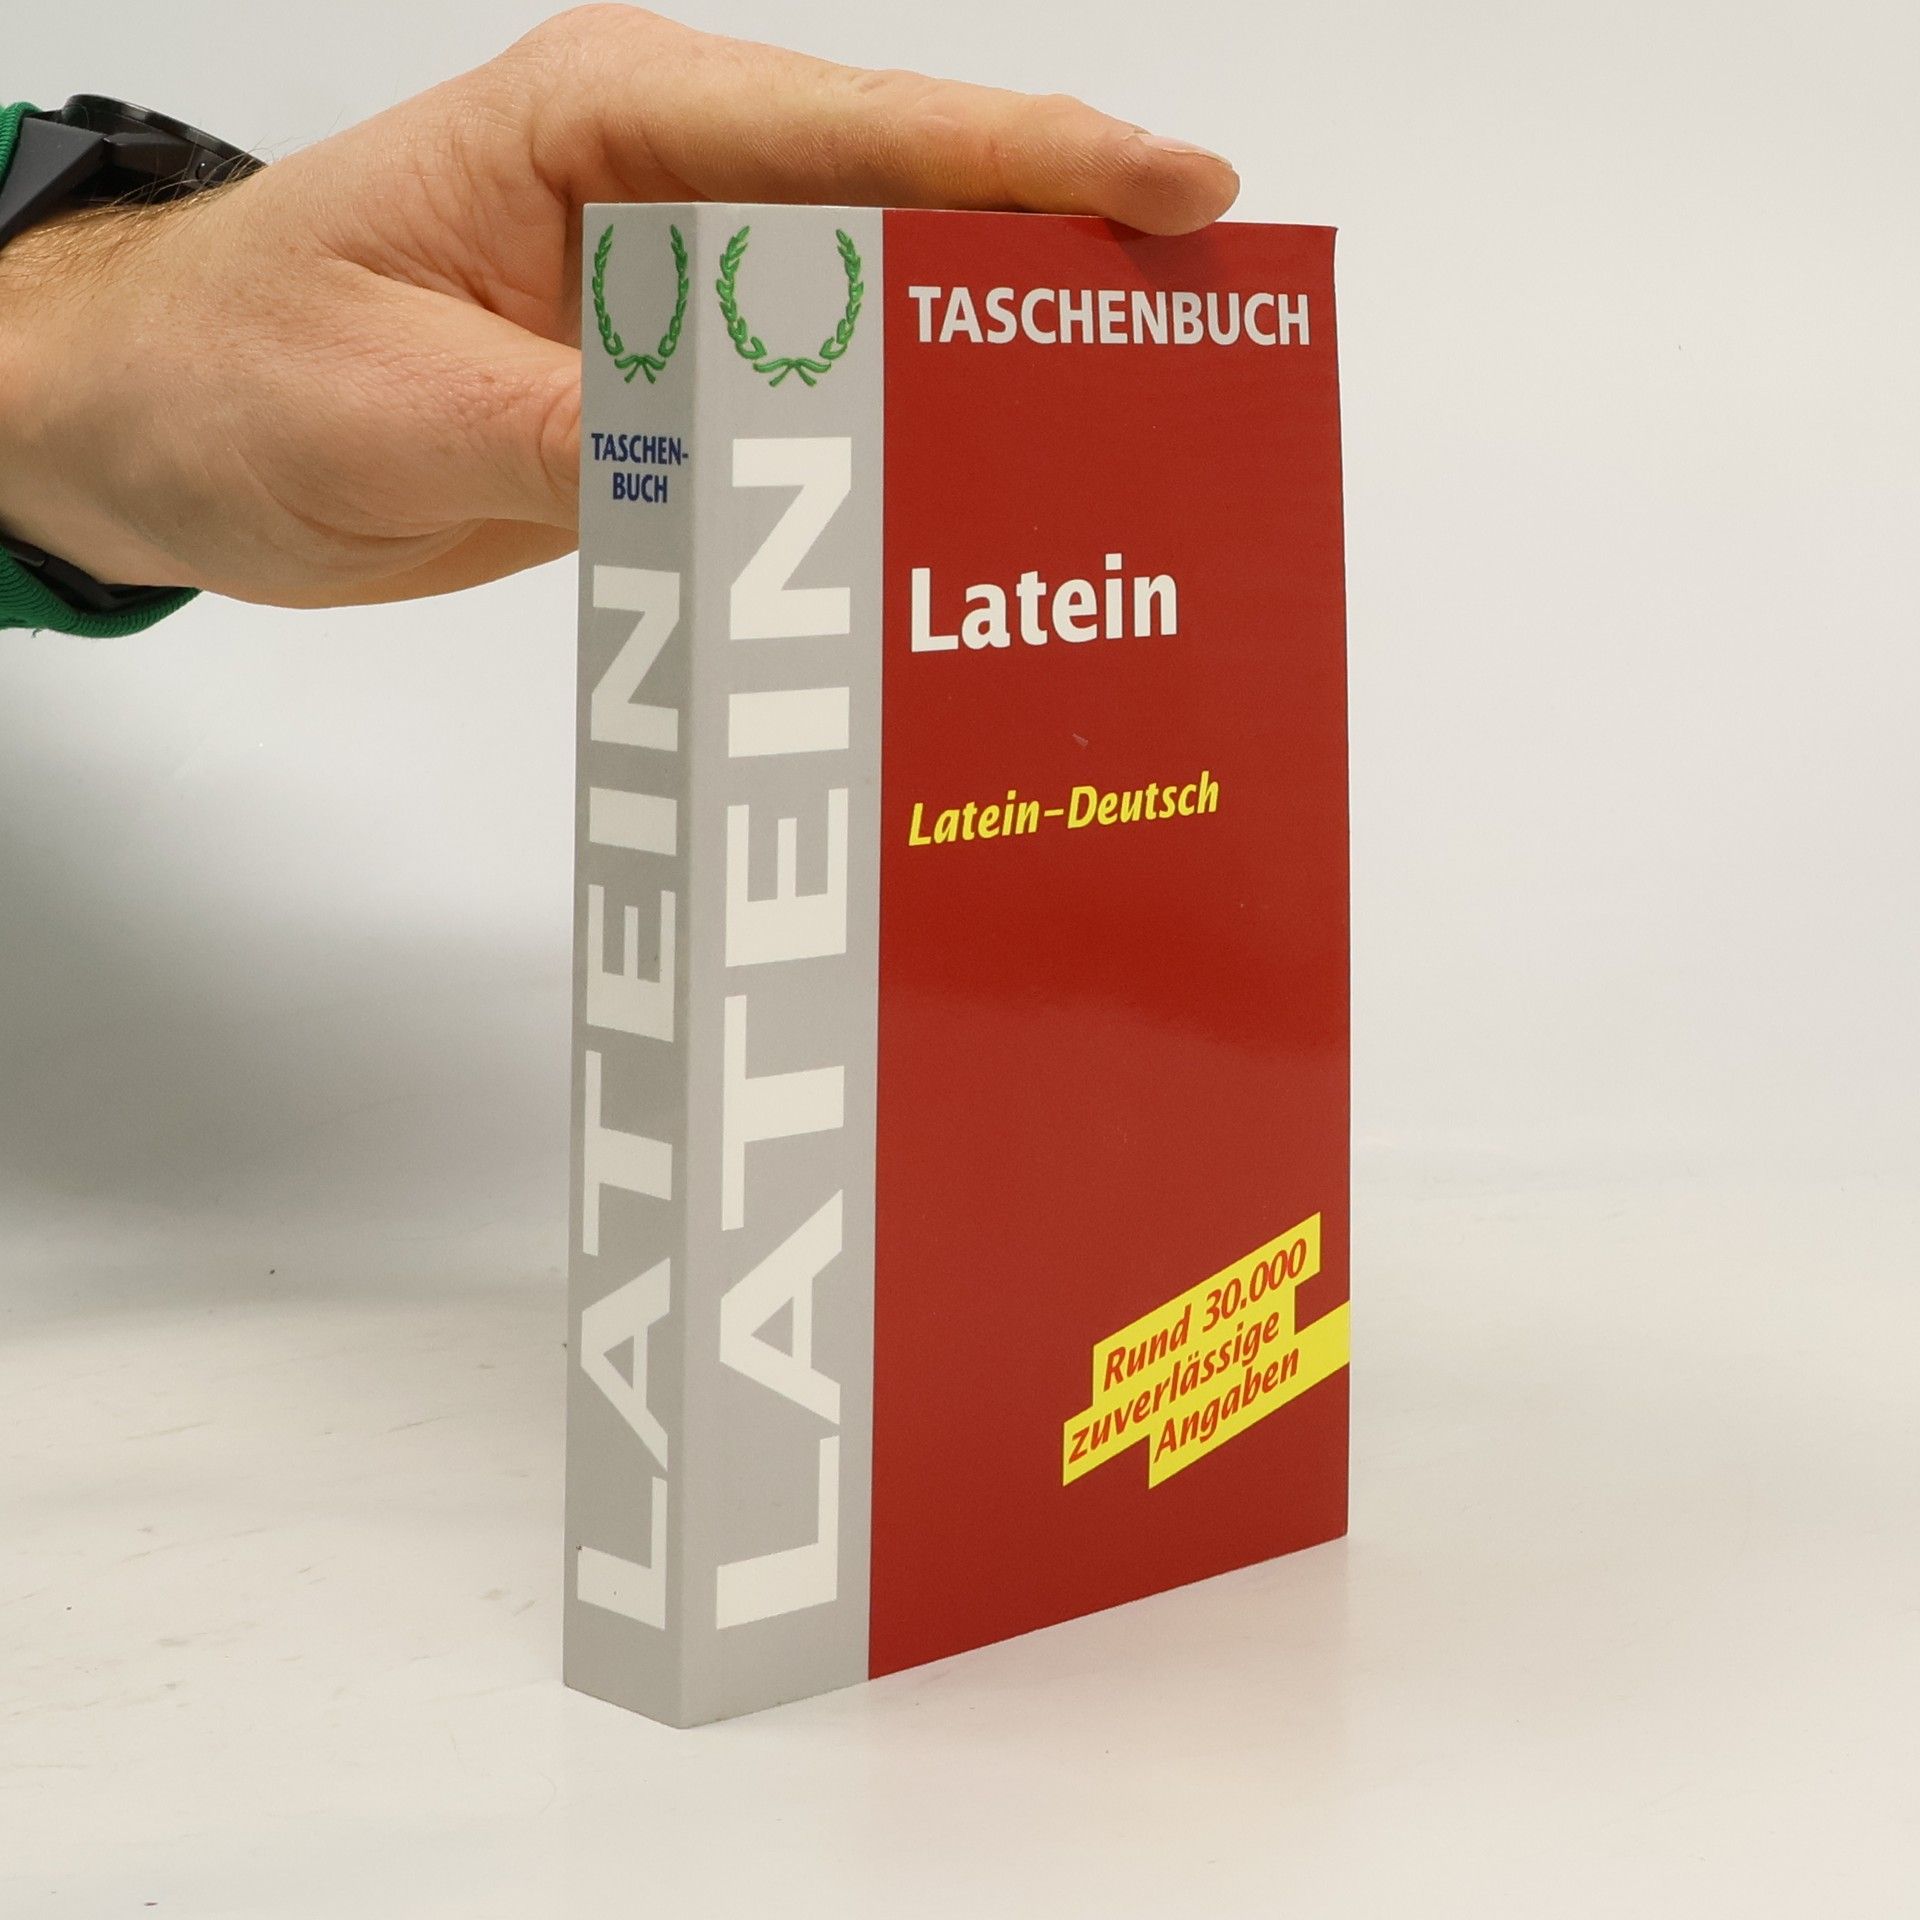 TASCHEN-
BUCH
LATEIN
LATEIN
TASCHENBUCH
Latein
Latein–Deutsch
Rund 30.000
zuverlässige
Angaben